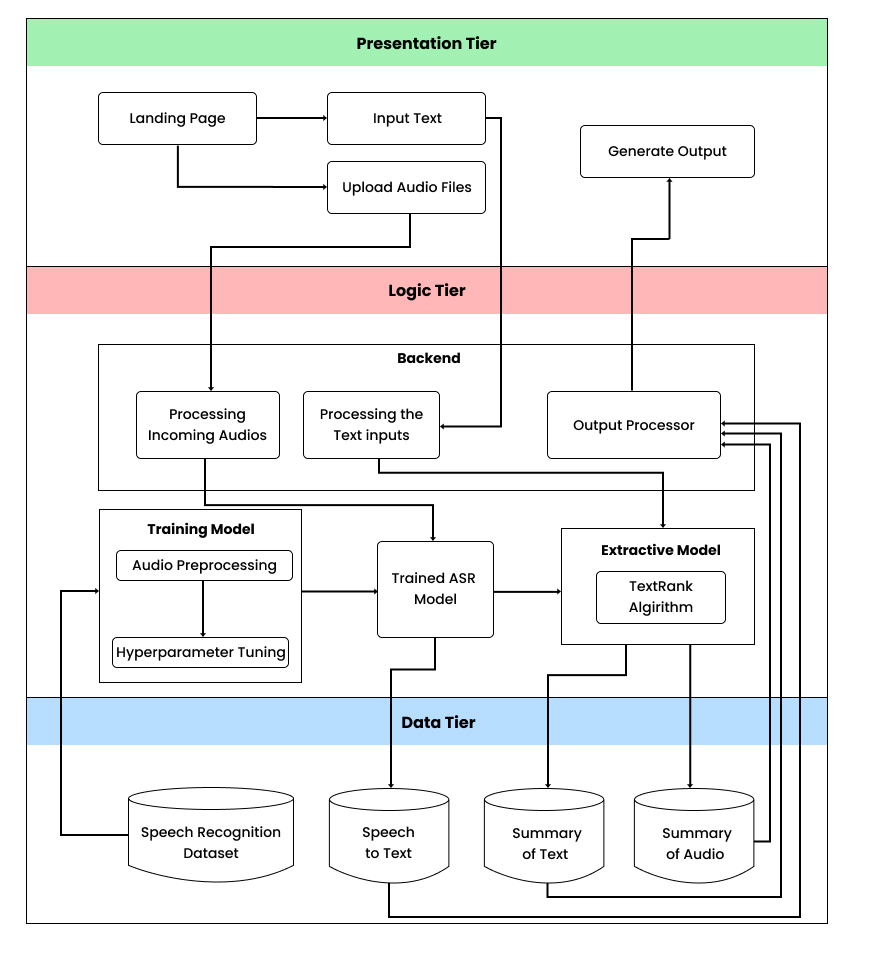 Presentation Tier
Landing Page
Input Text
Generate Output
Upload Audio Files
Logic Tier
Backend
Processing
Incoming Audios
Processing the
Text inputs
Output Processor
Training Model
Audio Preprocessing
Hyperparameter Tuning
Trained ASR
Model
Extractive Model
TextRank
Algirithm
Data Tier
Speech Recognition
Dataset
Speech
to Text
Summary
of Text
Summary
of Audio